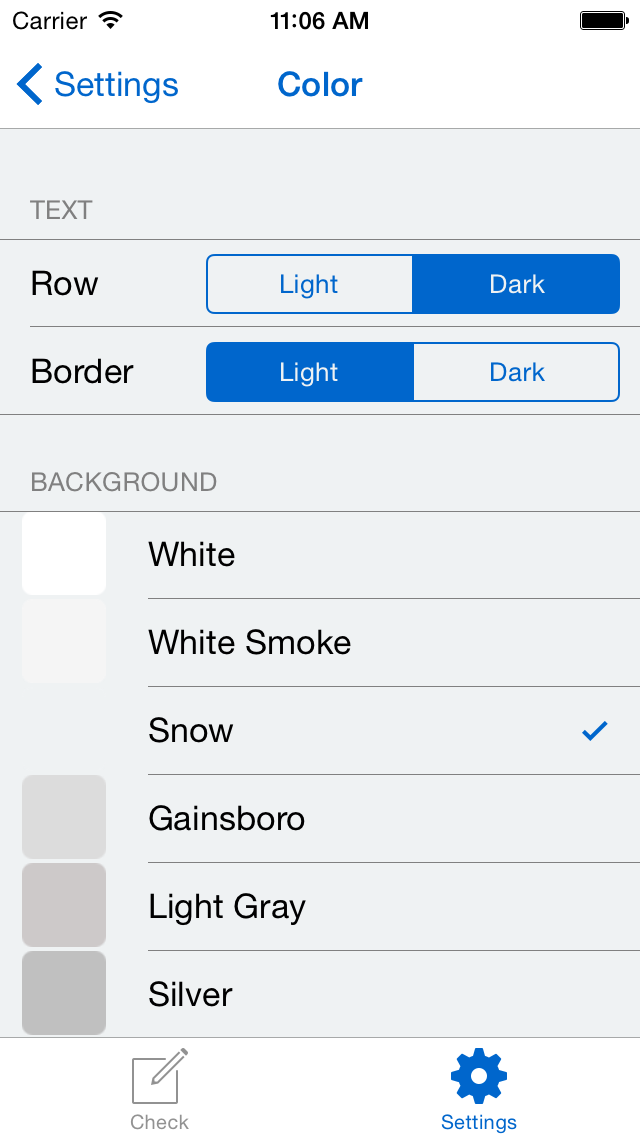 Carrier 11:06 AM
Settings Color
TEXT
Row Light Dark
Border Light Dark
BACKGROUND
White
White Smoke
Snow
Gainsboro
Light Gray
Silver
Check Settings